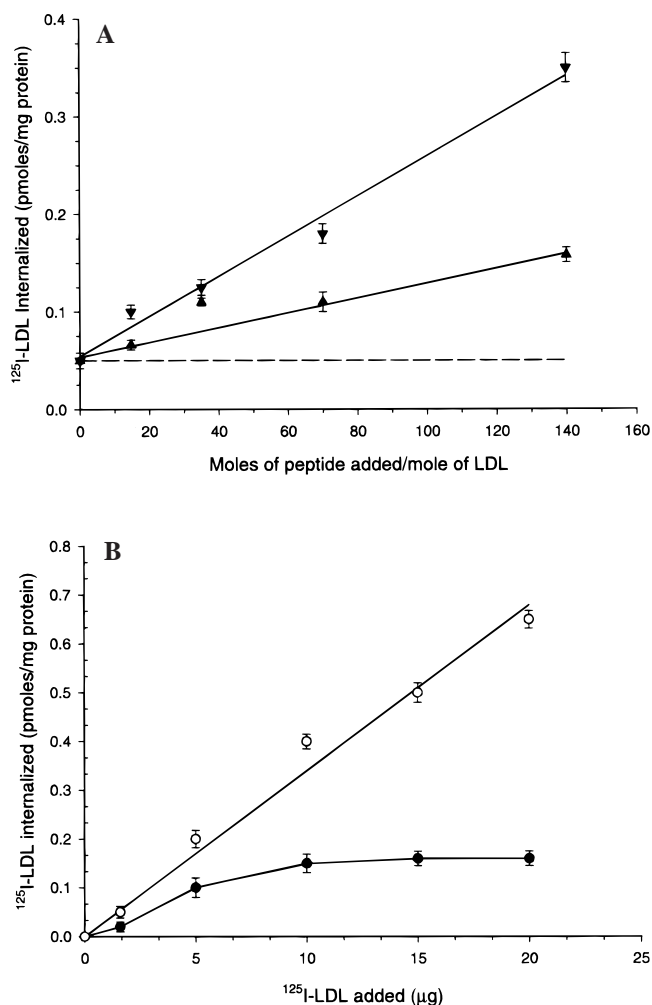 A
0.4
0.3
0.2
0.1
0.0
¹²⁵I-LDL Internalized (pmoles/mg protein)
0 20 40 60 80 100 120 140 160
Moles of peptide added/mole of LDL
B
0.8
0.7
0.6
0.5
0.4
0.3
0.2
0.1
0.0
¹²⁵I-LDL internalized (pmoles/mg protein)
0 5 10 15 20 25
¹²⁵I-LDL added (µg)